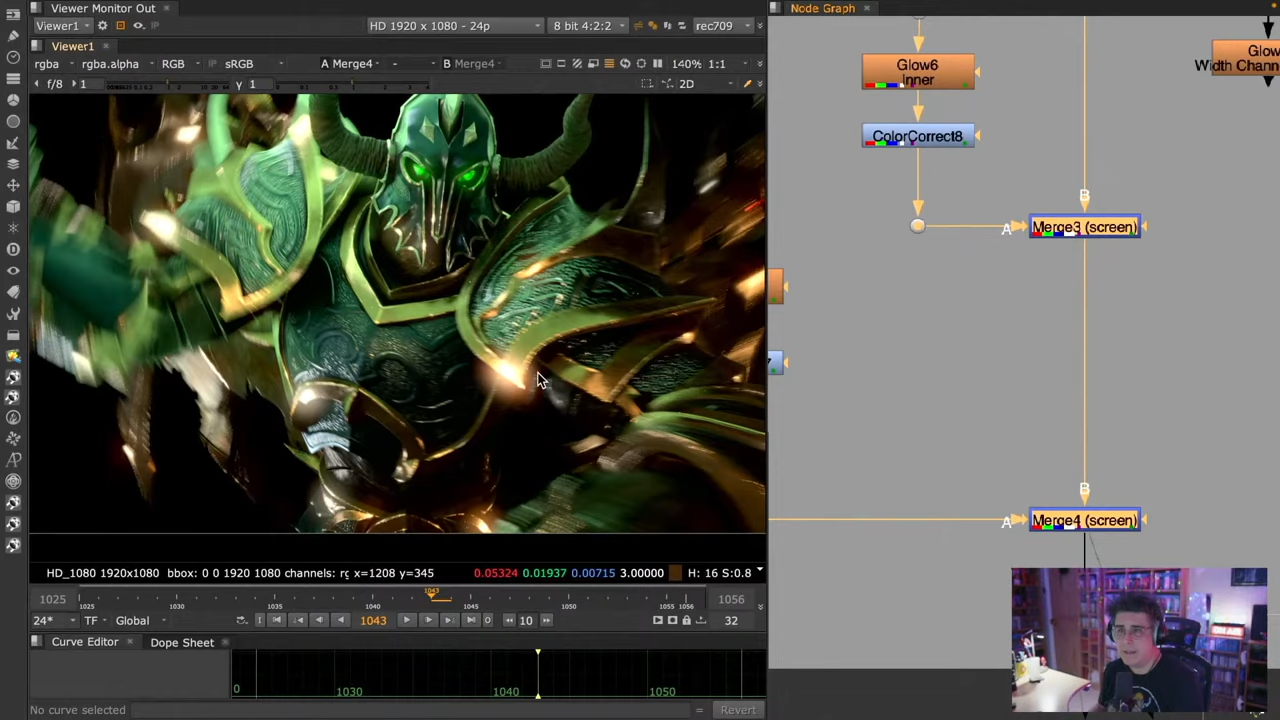 Viewer Monitor Out
Viewer1
HD 1920 x 1080 - 24p
8 bit 4:2:2
rec709
Viewer1
rgba
rgba.alpha
RGB
IP
sRGB
A Merge4
-
B Merge4
140%
1:1
f/8
1
γ 1
2D
HD_1080 1920x1080 bbox: 0 0 1920 1080 channels: rg x=1208 y=345
0.05324
0.01937
0.00715
3.00000
H: 16 S:0.8
1025
1025
1030
1035
1040
1043
1045
1050
1055
1056
1056
24*
TF
Global
1043
10
32
Curve Editor
Dope Sheet
0
1030
1040
1050
No curve selected
=
Revert
Node Graph
Glow6
Inner
ColorCorrect8
B
A
Merge3 (screen)
7
B
A
Merge4 (screen)
Glow
Width Chann